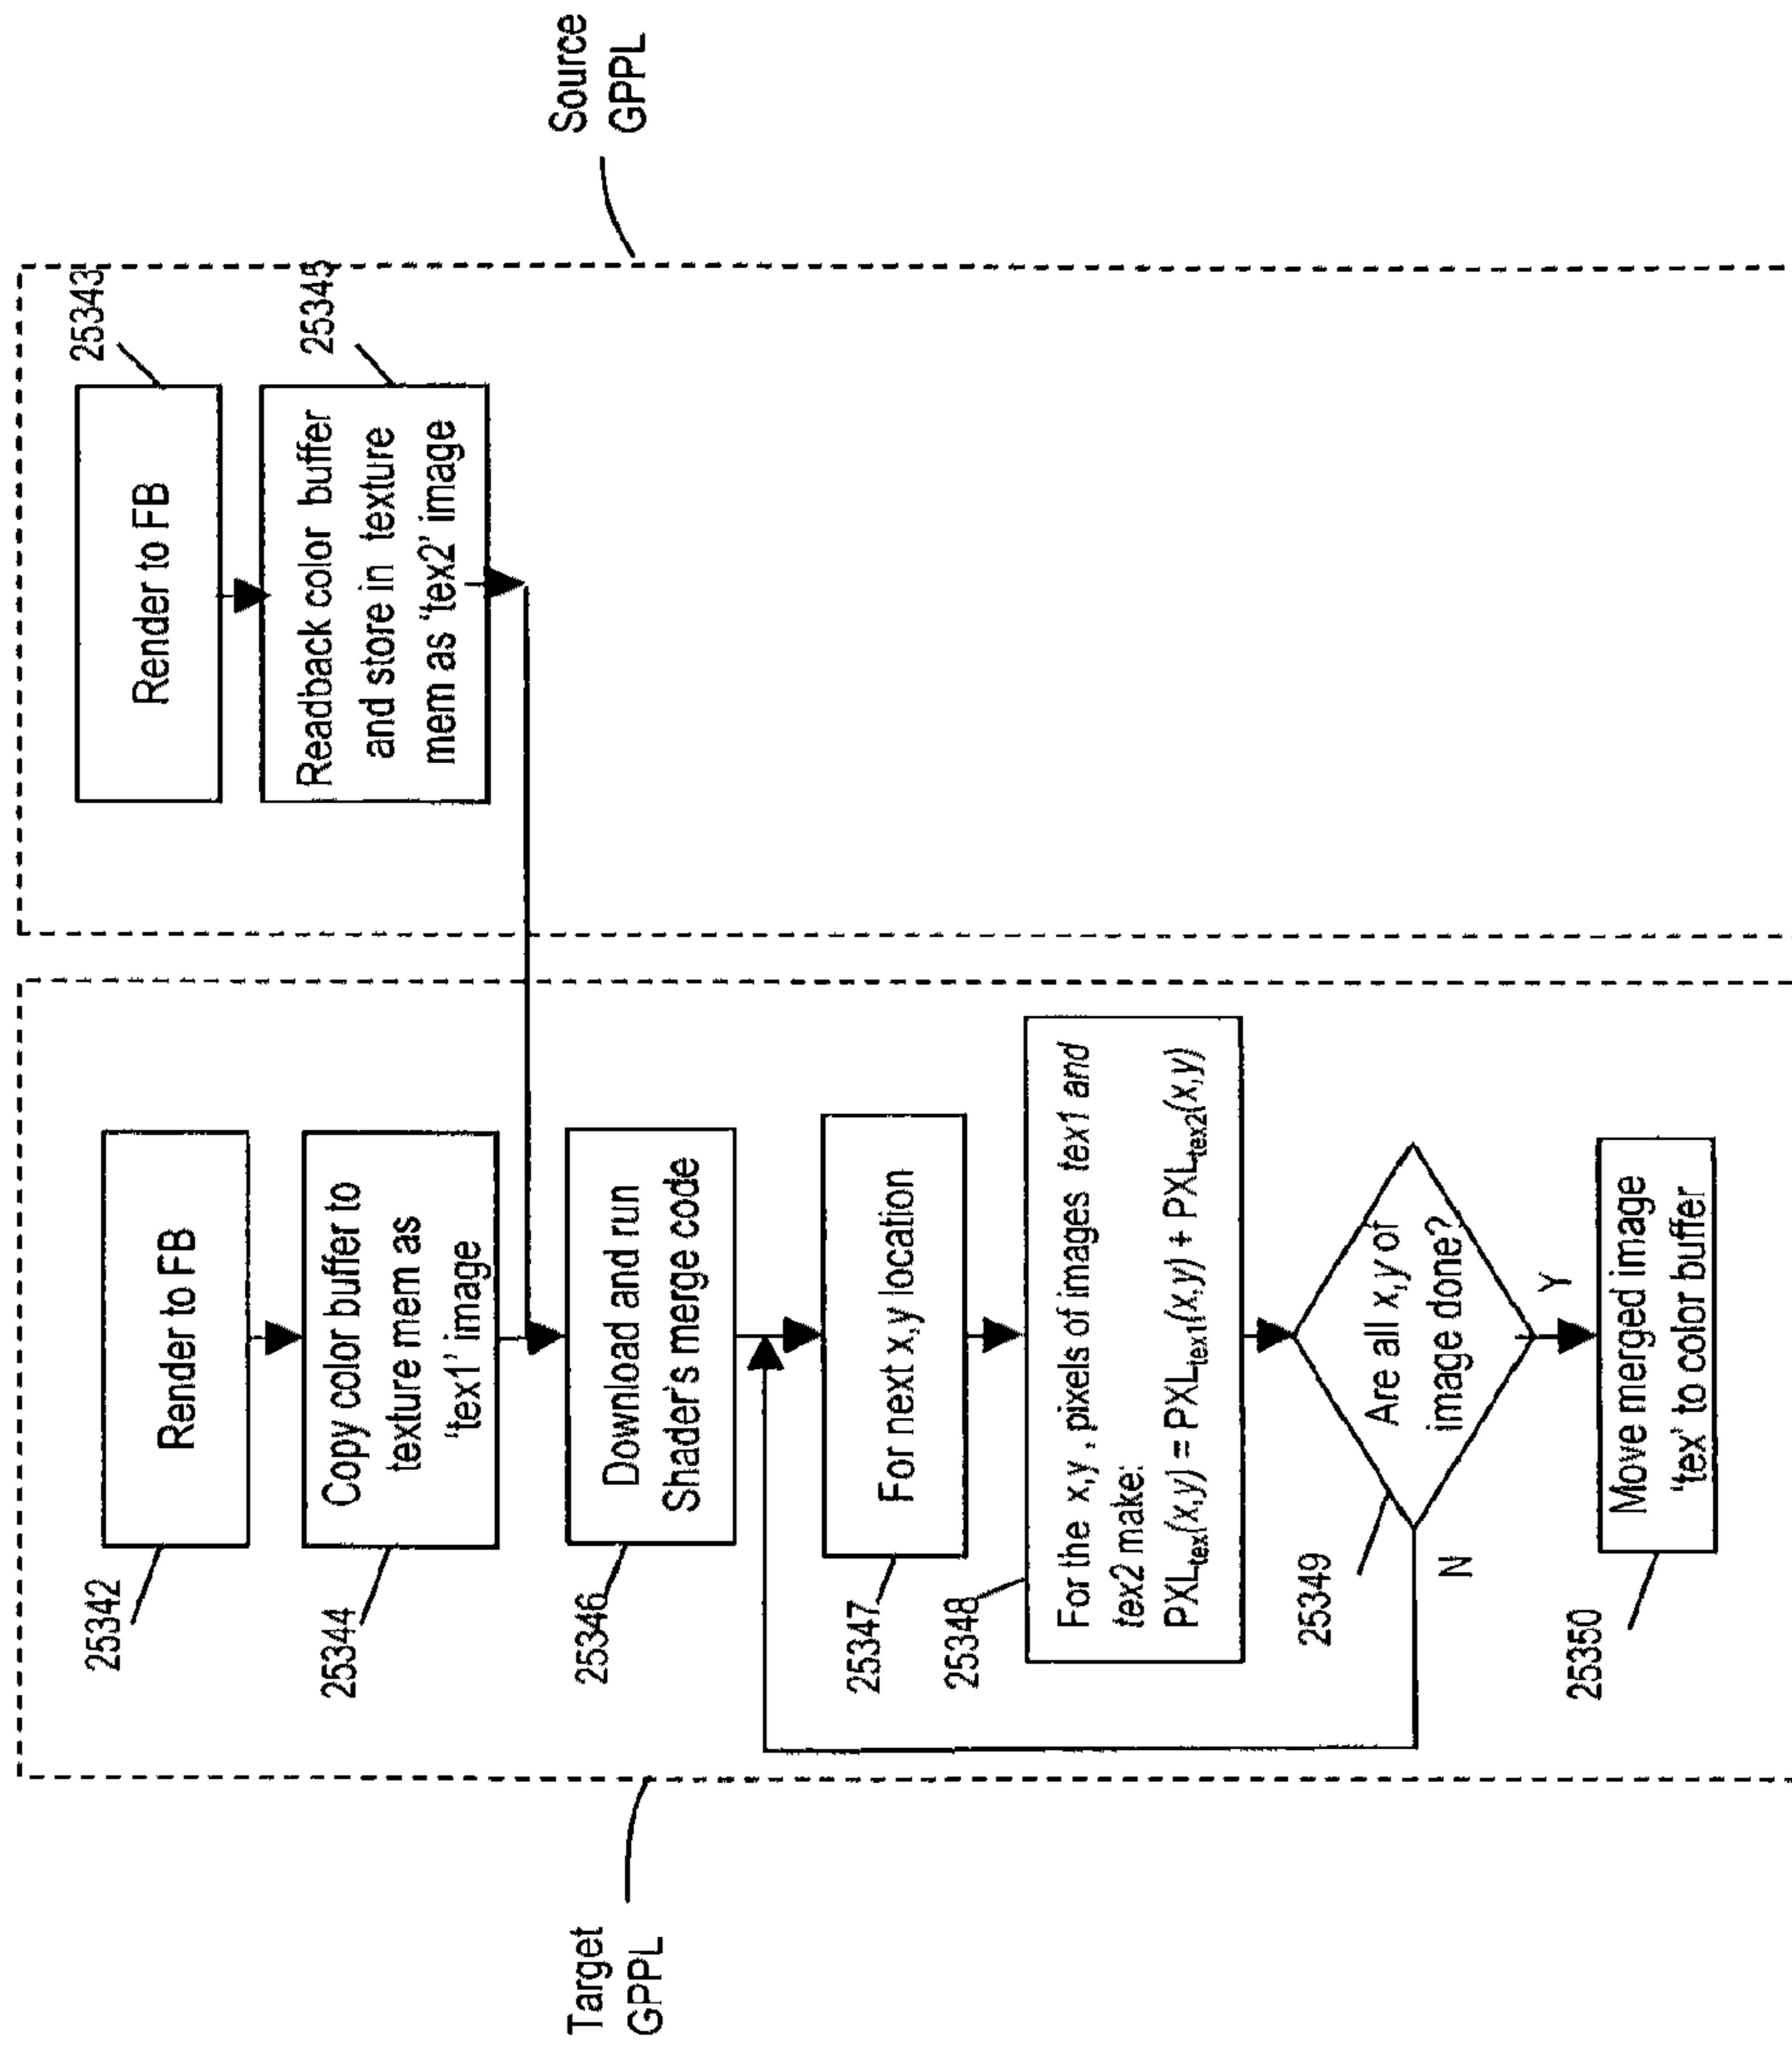 Target
GPPL
25342
Render to FB
25344
Copy color buffer to
texture mem as
'tex1' image
25346
Download and run
Shader's merge code
25347
For next x,y location
25348
For the x,y , pixels of images tex1 and
tex2 make:
PXLtex(x,y) = PXLtex1(x,y) + PXLtex2(x,y)
25349
Are all x,y of
image done?
N
Y
25350
Move merged image
'tex' to color buffer
Source
GPPL
25343
Render to FB
25345
Readback color buffer
and store in texture
mem as 'tex2' image